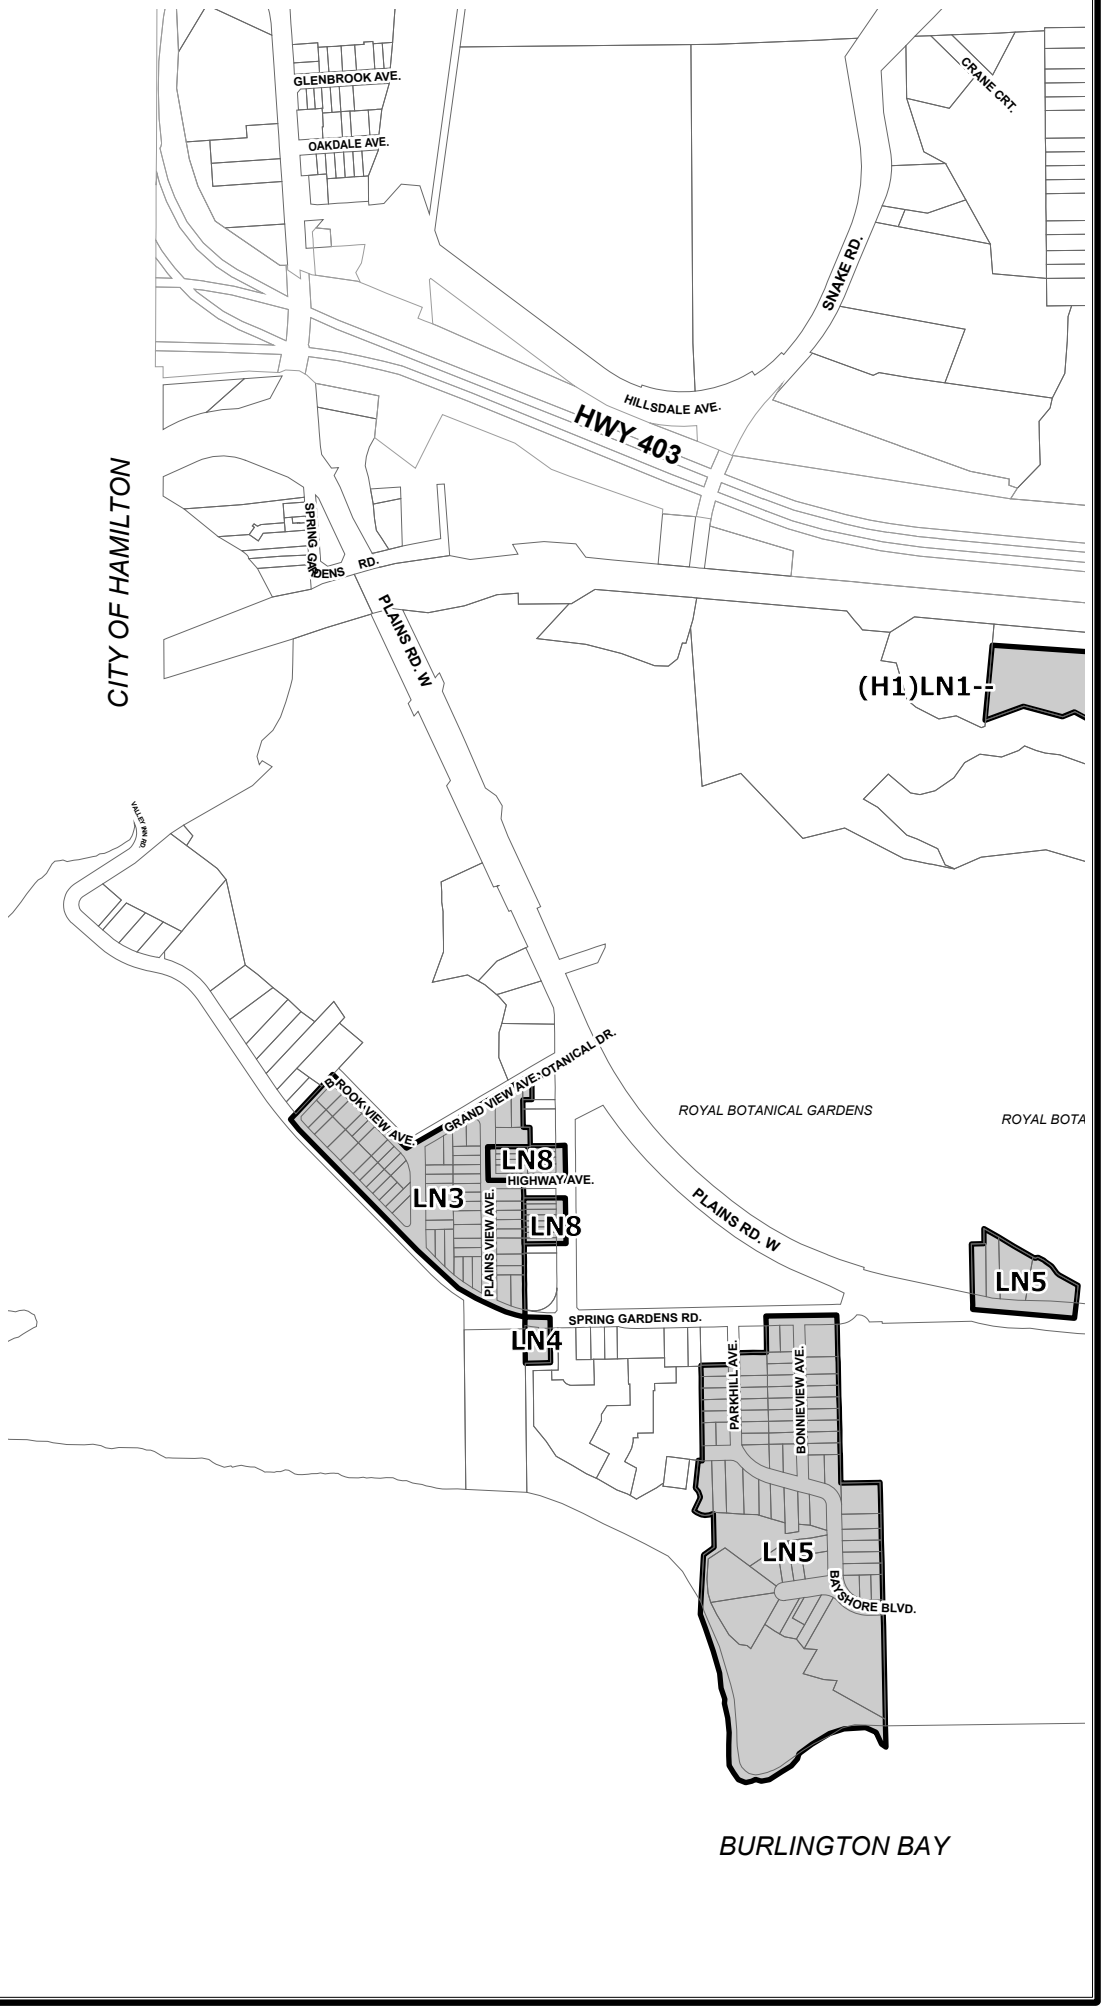 GLENBROOK AVE.
OAKDALE AVE.
CRANE CRT.
SNAKE RD.
HILLSDALE AVE.
HWY 403
CITY OF HAMILTON
SPRING GARDENS RD.
PLAINS RD. W
(H1)LN1--
VALLEY INN RD.
BROOK VIEW AVE.
GRAND VIEW AVE.
BOTANICAL DR.
ROYAL BOTANICAL GARDENS
ROYAL BOTA
LN8
HIGHWAY AVE.
LN3
PLAINS VIEW AVE.
LN8
PLAINS RD. W
LN5
SPRING GARDENS RD.
LN4
PARKHILL AVE.
BONNIEVIEW AVE.
LN5
BAYSHORE BLVD.
BURLINGTON BAY